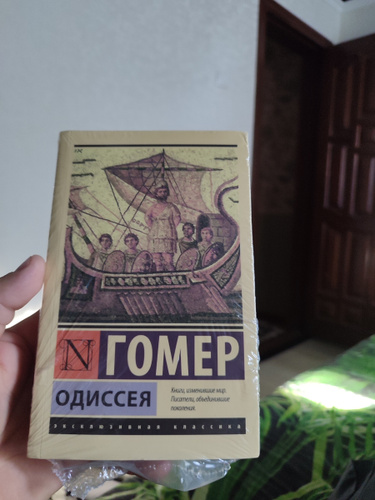 N ГОМЕР
ОДИССЕЯ
Книги, изменившие мир.
Писатели, объединившие
поколения.
ЭКСКЛЮЗИВНАЯ КЛАССИКА